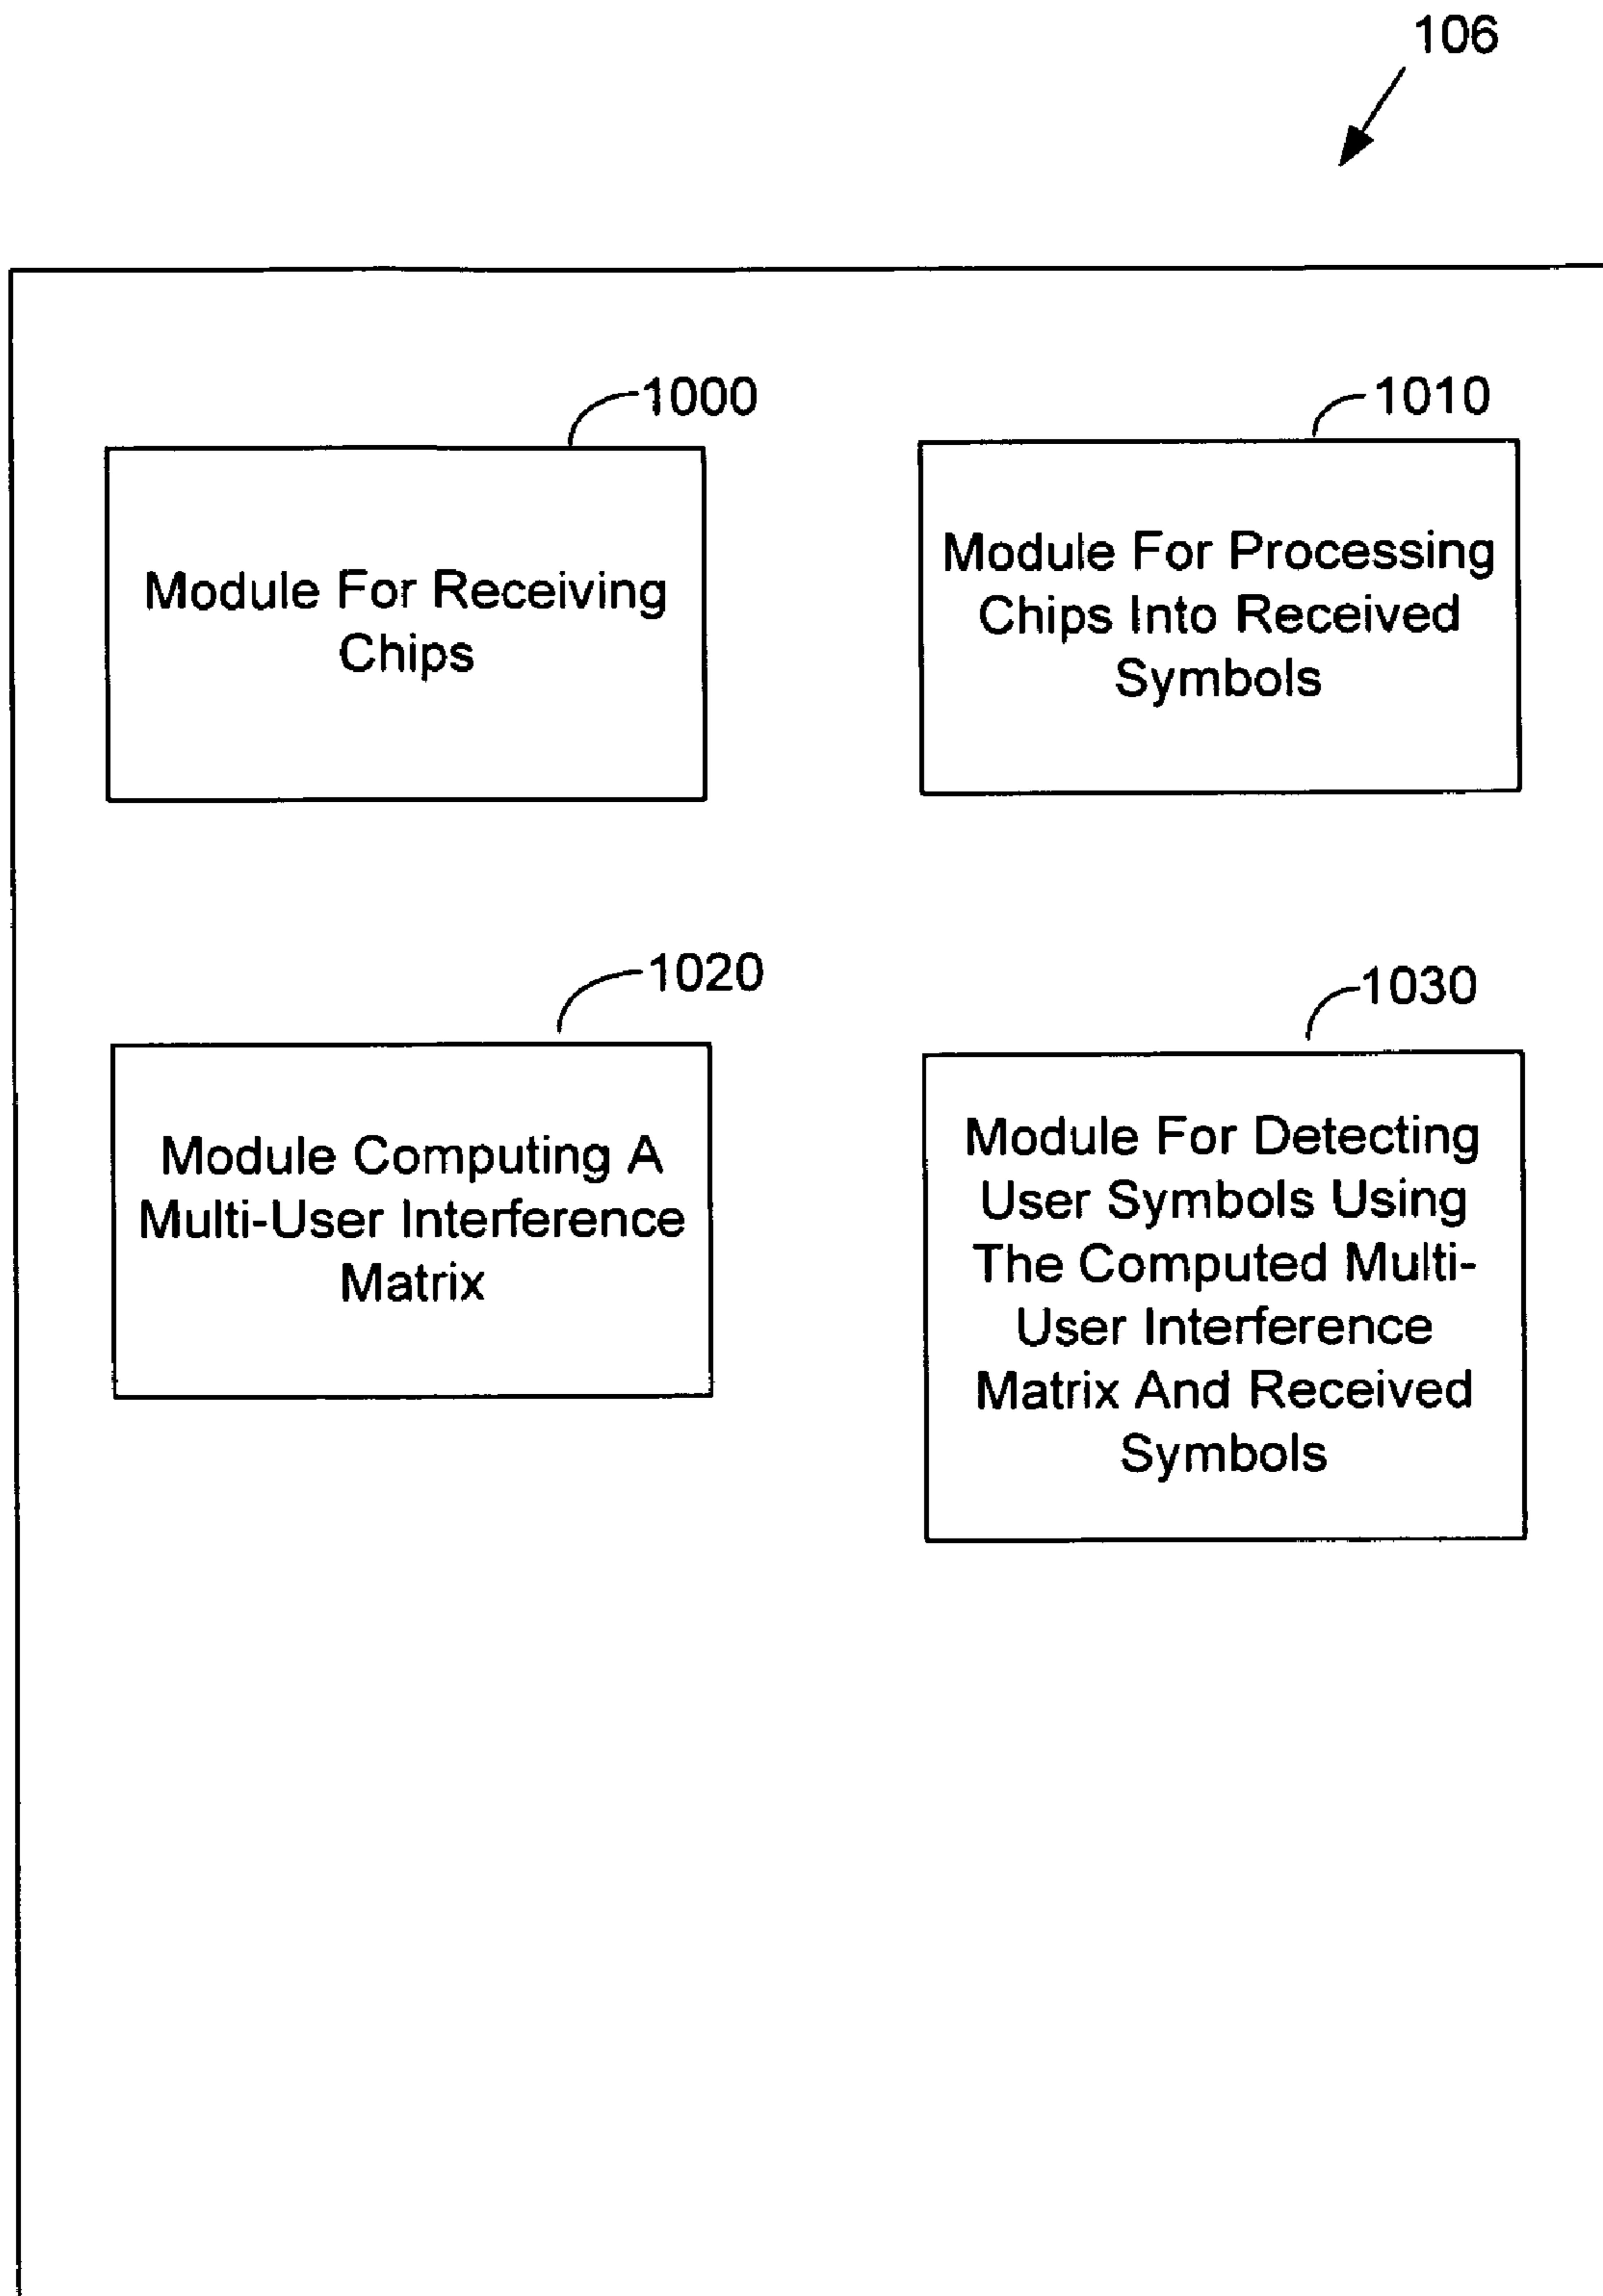 106
1000
Module For Receiving
Chips
1010
Module For Processing
Chips Into Received
Symbols
1020
Module Computing A
Multi-User Interference
Matrix
1030
Module For Detecting
User Symbols Using
The Computed Multi-
User Interference
Matrix And Received
Symbols